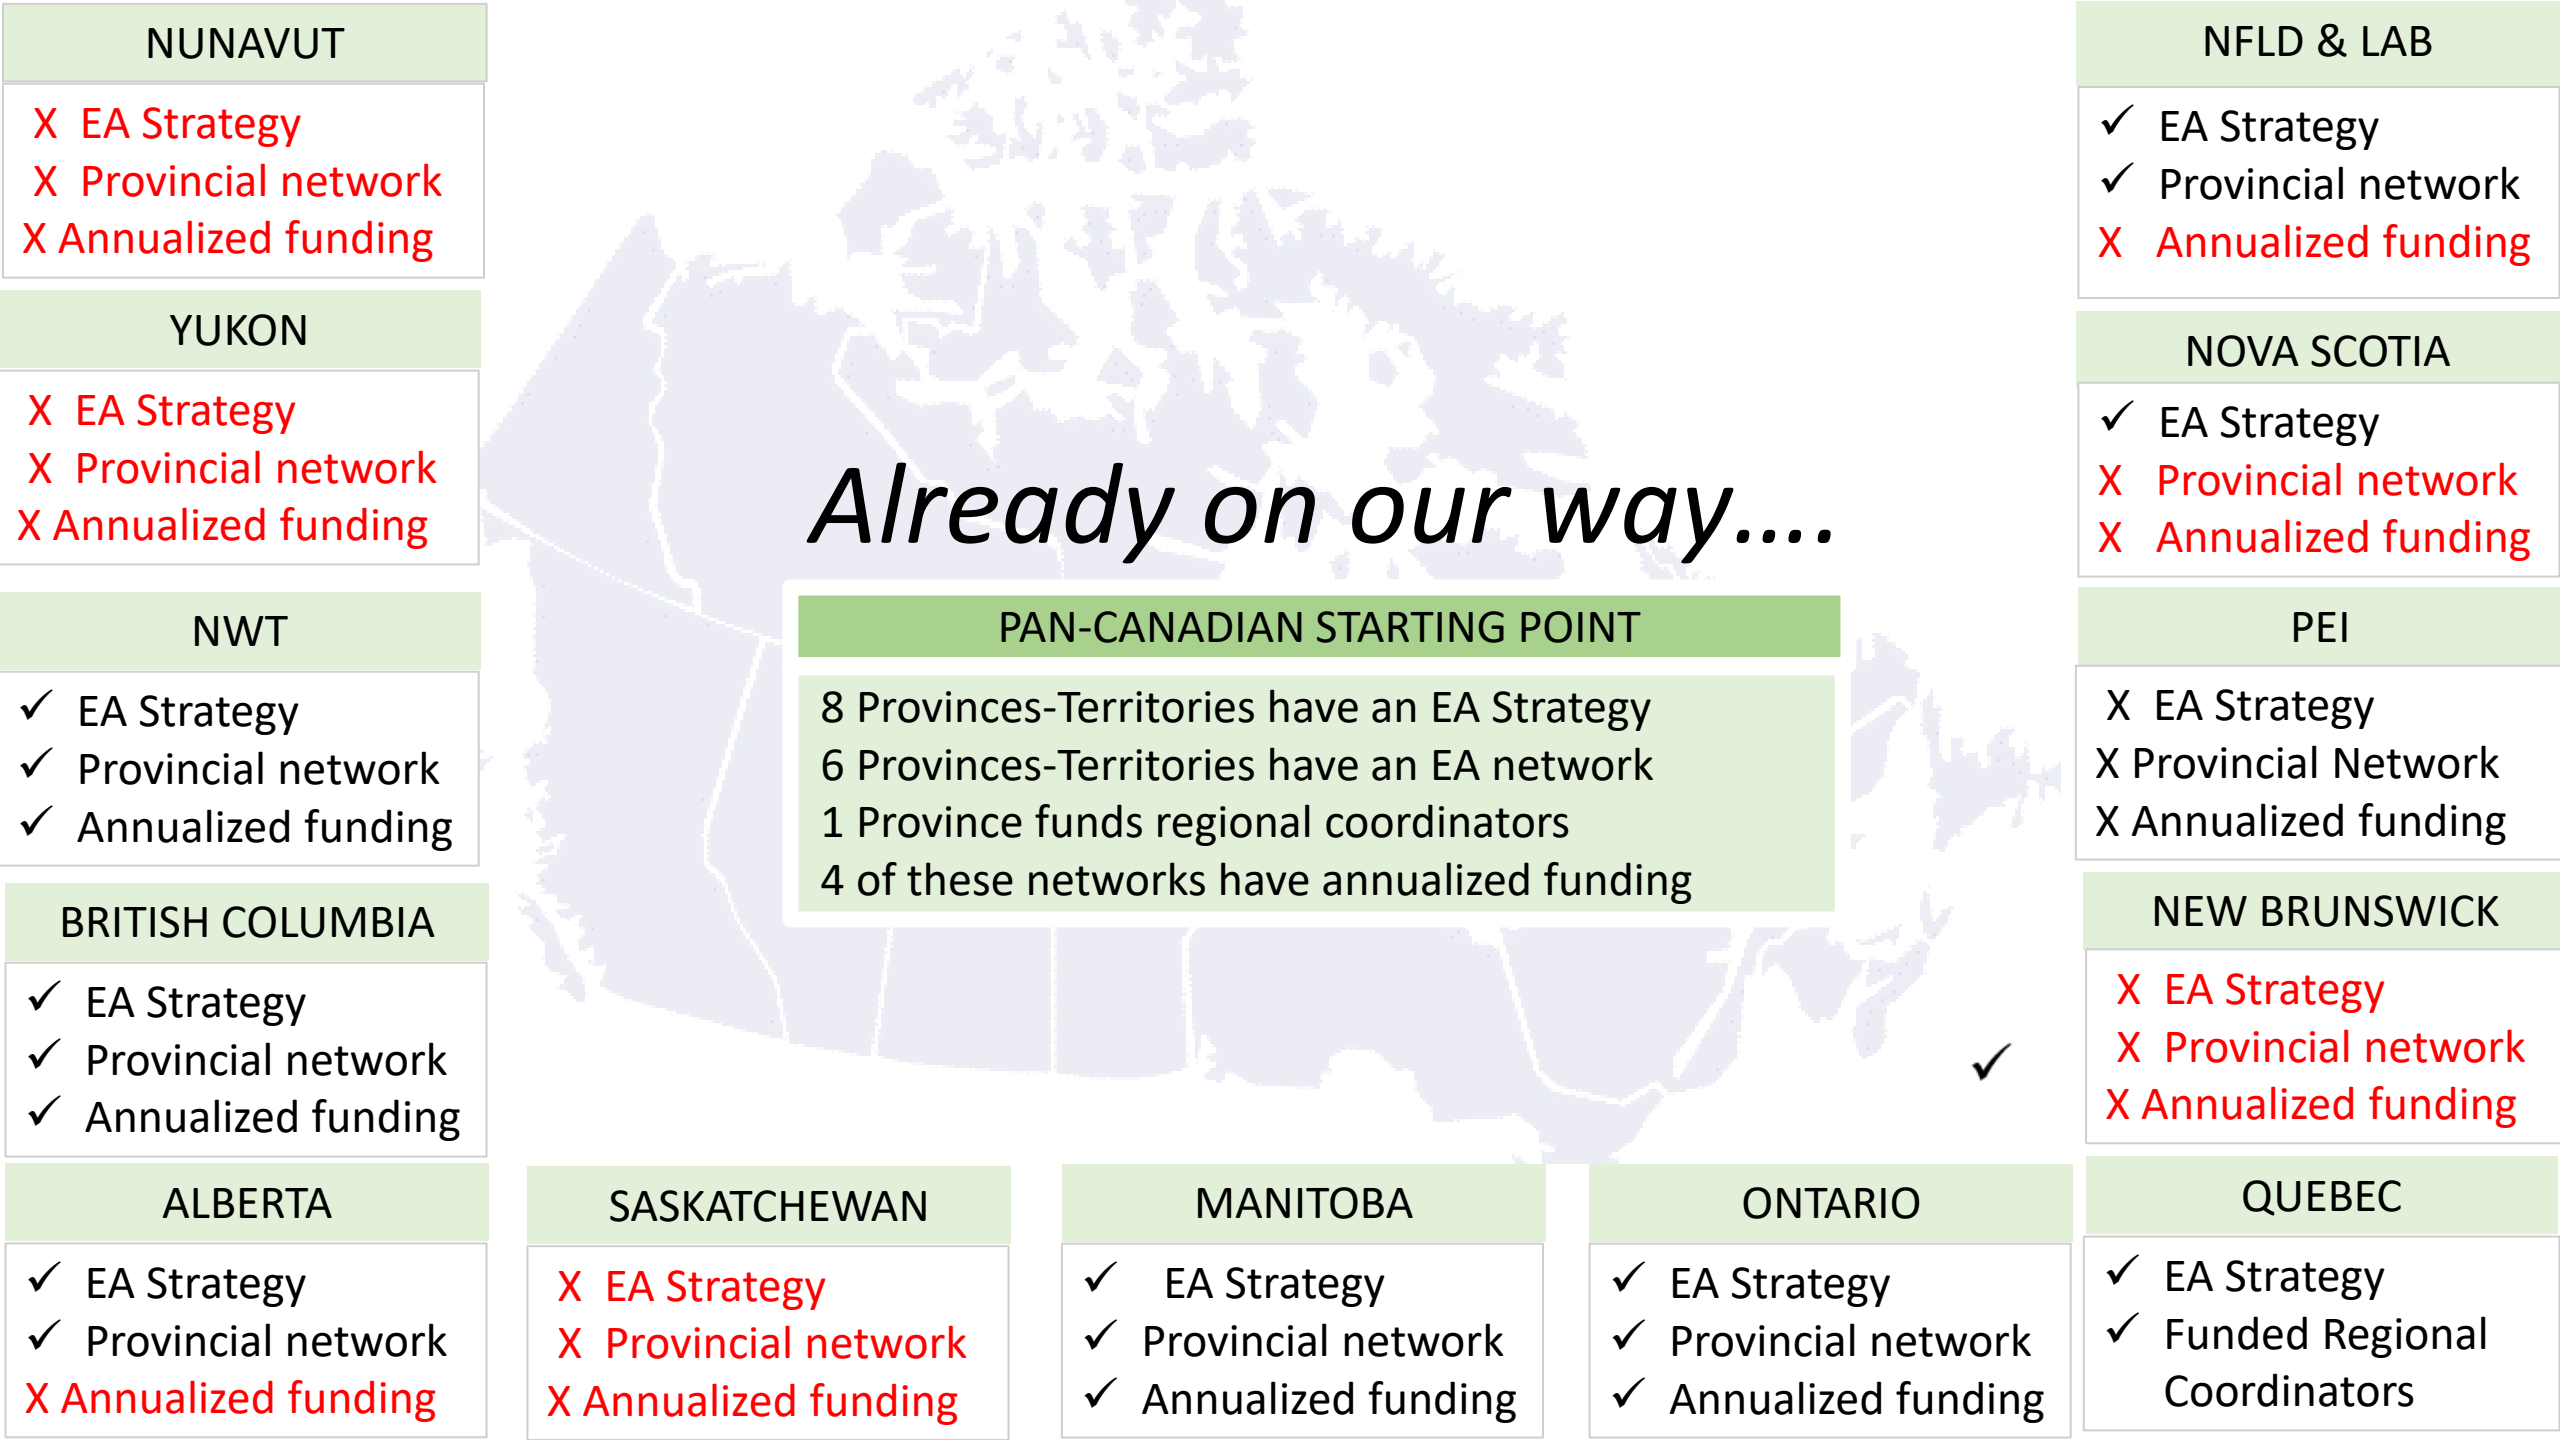 NUNAVUT
X EA Strategy
X Provincial network
X Annualized funding
YUKON
X EA Strategy
X Provincial network
X Annualized funding
NWT
✓ EA Strategy
✓ Provincial network
✓ Annualized funding
BRITISH COLUMBIA
✓ EA Strategy
✓ Provincial network
✓ Annualized funding
ALBERTA
✓ EA Strategy
✓ Provincial network
X Annualized funding
SASKATCHEWAN
X EA Strategy
X Provincial network
X Annualized funding
MANITOBA
✓ EA Strategy
✓ Provincial network
✓ Annualized funding
ONTARIO
✓ EA Strategy
✓ Provincial network
✓ Annualized funding
Already on our way....
PAN-CANADIAN STARTING POINT
8 Provinces-Territories have an EA Strategy
6 Provinces-Territories have an EA network
1 Province funds regional coordinators
4 of these networks have annualized funding
✓
NFLD & LAB
✓ EA Strategy
✓ Provincial network
X Annualized funding
NOVA SCOTIA
✓ EA Strategy
X Provincial network
X Annualized funding
PEI
X EA Strategy
X Provincial Network
X Annualized funding
NEW BRUNSWICK
X EA Strategy
X Provincial network
X Annualized funding
QUEBEC
✓ EA Strategy
✓ Funded Regional
Coordinators